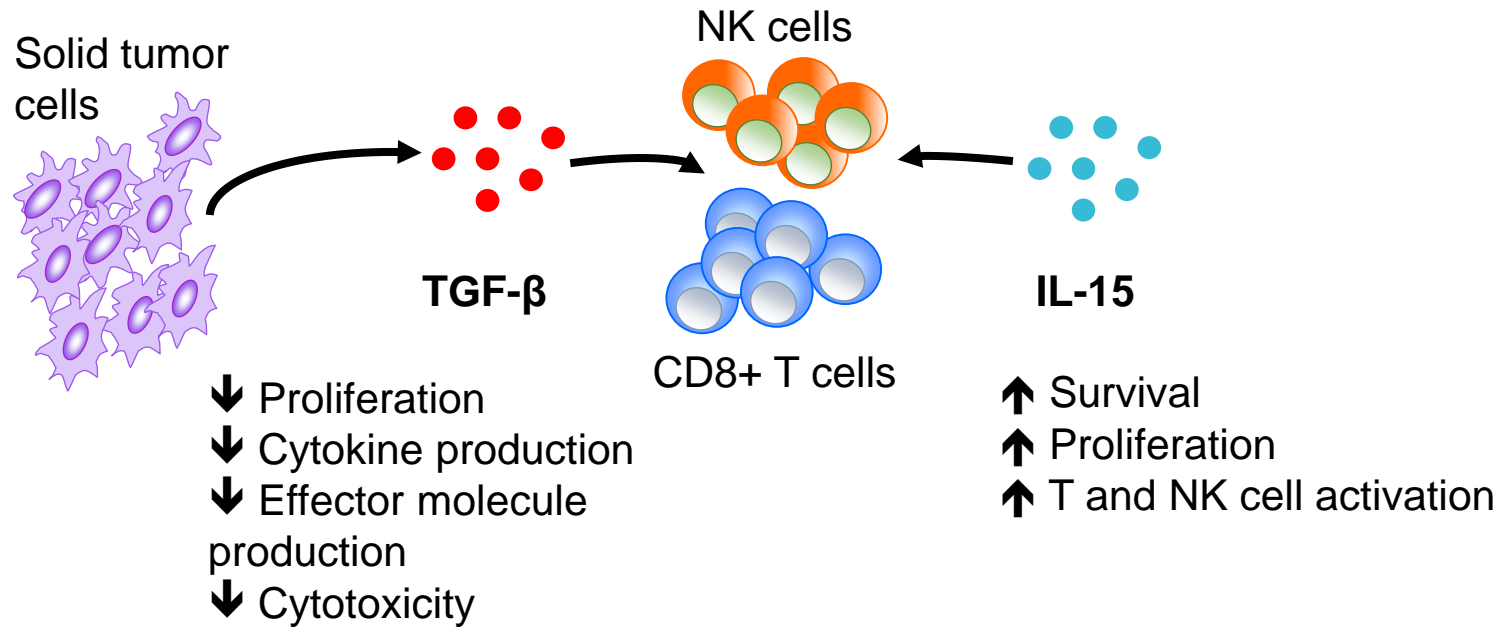 Solid tumor
cells
NK cells
TGF-β
IL-15
CD8+ T cells
🡫 Proliferation
🡫 Cytokine production
🡫 Effector molecule
production
🡫 Cytotoxicity
🡩 Survival
🡩 Proliferation
🡩 T and NK cell activation